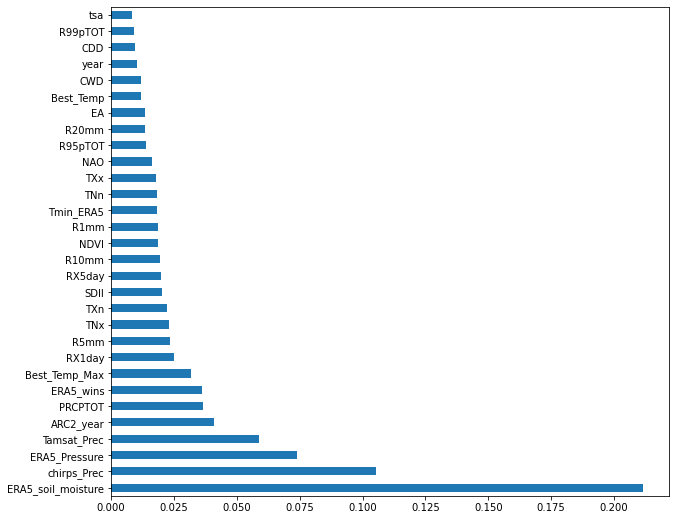 tsa
R99pTOT
CDD
year
CWD
Best_Temp
EA
R20mm
R95pTOT
NAO
TXx
TNn
Tmin_ERA5
R1mm
NDVI
R10mm
RX5day
SDII
TXn
TNx
R5mm
RX1day
Best_Temp_Max
ERA5_wins
PRCPTOT
ARC2_year
Tamsat_Prec
ERA5_Pressure
chirps_Prec
ERA5_soil_moisture
0.000 0.025 0.050 0.075 0.100 0.125 0.150 0.175 0.200